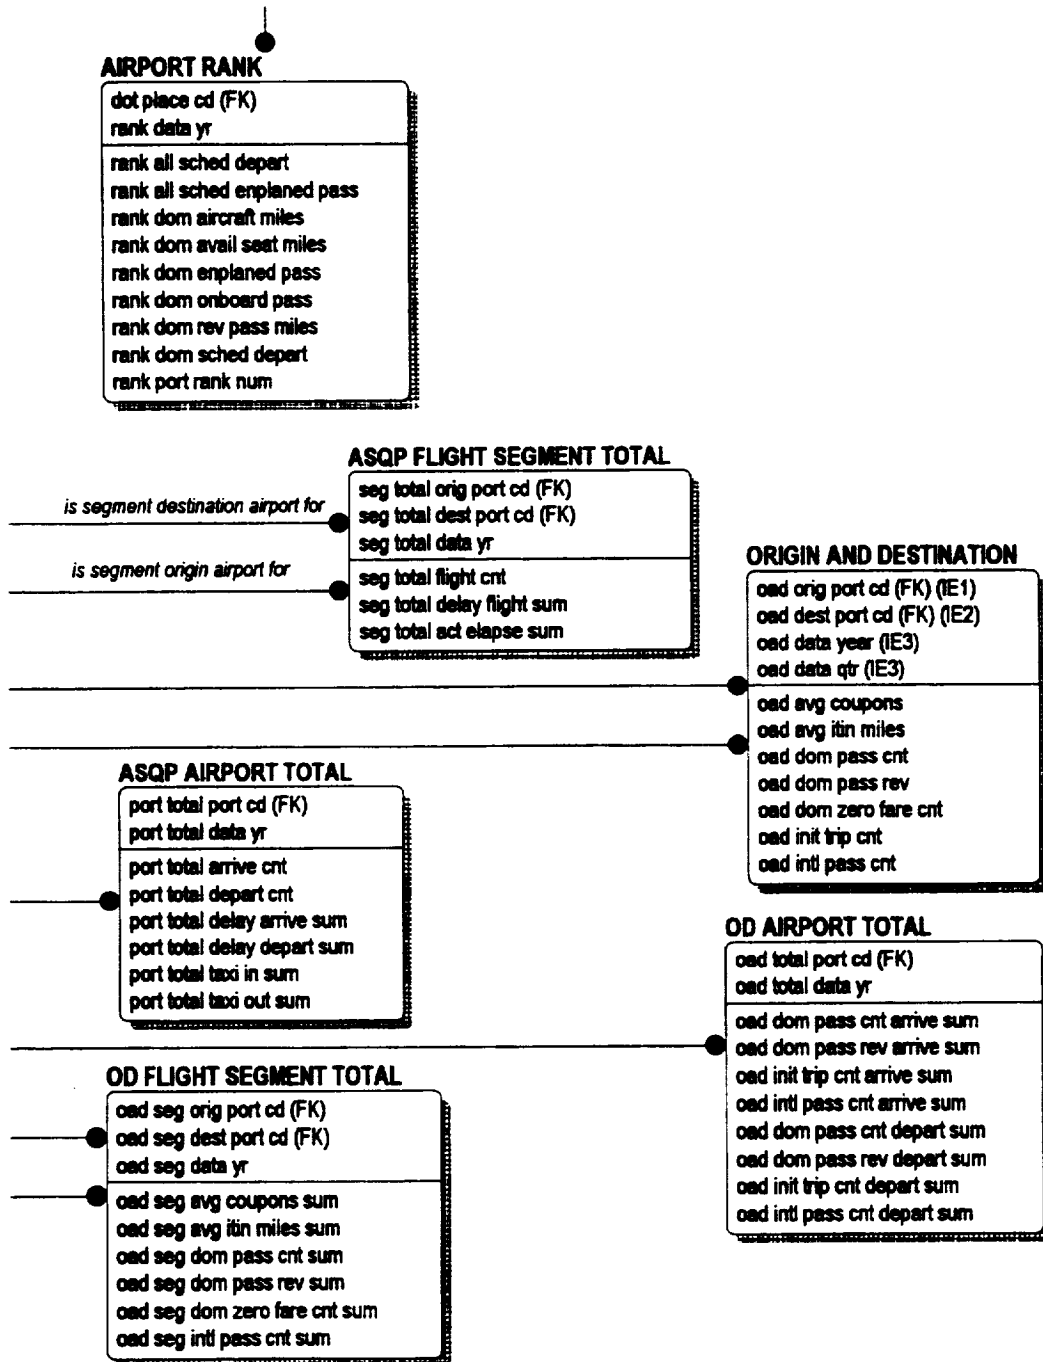 AIRPORT RANK
dot place cd (FK)
rank data yr
rank all sched depart
rank all sched enplaned pass
rank dom aircraft miles
rank dom avail seat miles
rank dom enplaned pass
rank dom onboard pass
rank dom rev pass miles
rank dom sched depart
rank port rank num
ASQP FLIGHT SEGMENT TOTAL
is segment destination airport for
is segment origin airport for
seg total orig port cd (FK)
seg total dest port cd (FK)
seg total data yr
seg total flight cnt
seg total delay flight sum
seg total act elapse sum
ORIGIN AND DESTINATION
oad orig port cd (FK) (IE1)
oad dest port cd (FK) (IE2)
oad data year (IE3)
oad data qtr (IE3)
oad avg coupons
oad avg itin miles
oad dom pass cnt
oad dom pass rev
oad dom zero fare cnt
oad init trip cnt
oad intl pass cnt
ASQP AIRPORT TOTAL
port total port cd (FK)
port total data yr
port total arrive cnt
port total depart cnt
port total delay arrive sum
port total delay depart sum
port total taxi in sum
port total taxi out sum
OD AIRPORT TOTAL
oad total port cd (FK)
oad total data yr
oad dom pass cnt arrive sum
oad dom pass rev arrive sum
oad init trip cnt arrive sum
oad intl pass cnt arrive sum
oad dom pass cnt depart sum
oad dom pass rev depart sum
oad init trip cnt depart sum
oad intl pass cnt depart sum
OD FLIGHT SEGMENT TOTAL
oad seg orig port cd (FK)
oad seg dest port cd (FK)
oad seg data yr
oad seg avg coupons sum
oad seg avg itin miles sum
oad seg dom pass cnt sum
oad seg dom pass rev sum
oad seg dom zero fare cnt sum
oad seg intl pass cnt sum